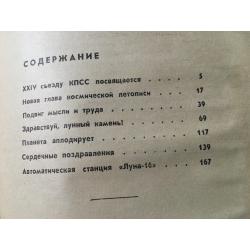 СОДЕРЖАНИЕ
XXIV съезду КПСС посвящается . . . . 5
Новая глава космической летописи . . . 17
Подвиг мысли и труда . . . . . . . 39
Здравствуй, лунный камень! . . . . . 69
Планета аплодирует . . . . . . . . 117
Сердечные поздравления . . . . . . 139
Автоматическая станция «Луна-16» . . . 167